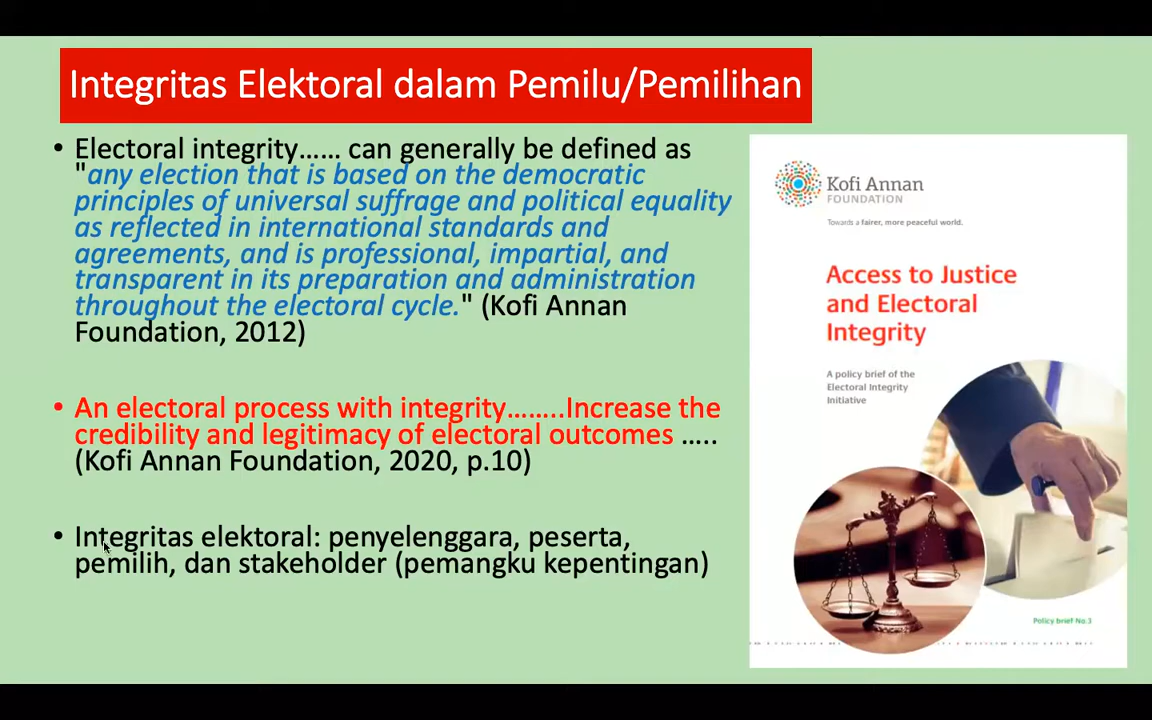 Integritas Elektoral dalam Pemilu/Pemilihan
• Electoral integrity…… can generally be defined as
"any election that is based on the democratic
principles of universal suffrage and political equality
as reflected in international standards and
agreements, and is professional, impartial, and
transparent in its preparation and administration
throughout the electoral cycle." (Kofi Annan
Foundation, 2012)
• An electoral process with integrity……..Increase the
credibility and legitimacy of electoral outcomes …..
(Kofi Annan Foundation, 2020, p.10)
• Integritas elektoral: penyelenggara, peserta,
pemilih, dan stakeholder (pemangku kepentingan)
Kofi Annan
FOUNDATION
Towards a fairer, more peaceful world.
Access to Justice
and Electoral
Integrity
A policy brief of the
Electoral Integrity
Initiative
Policy brief No.3